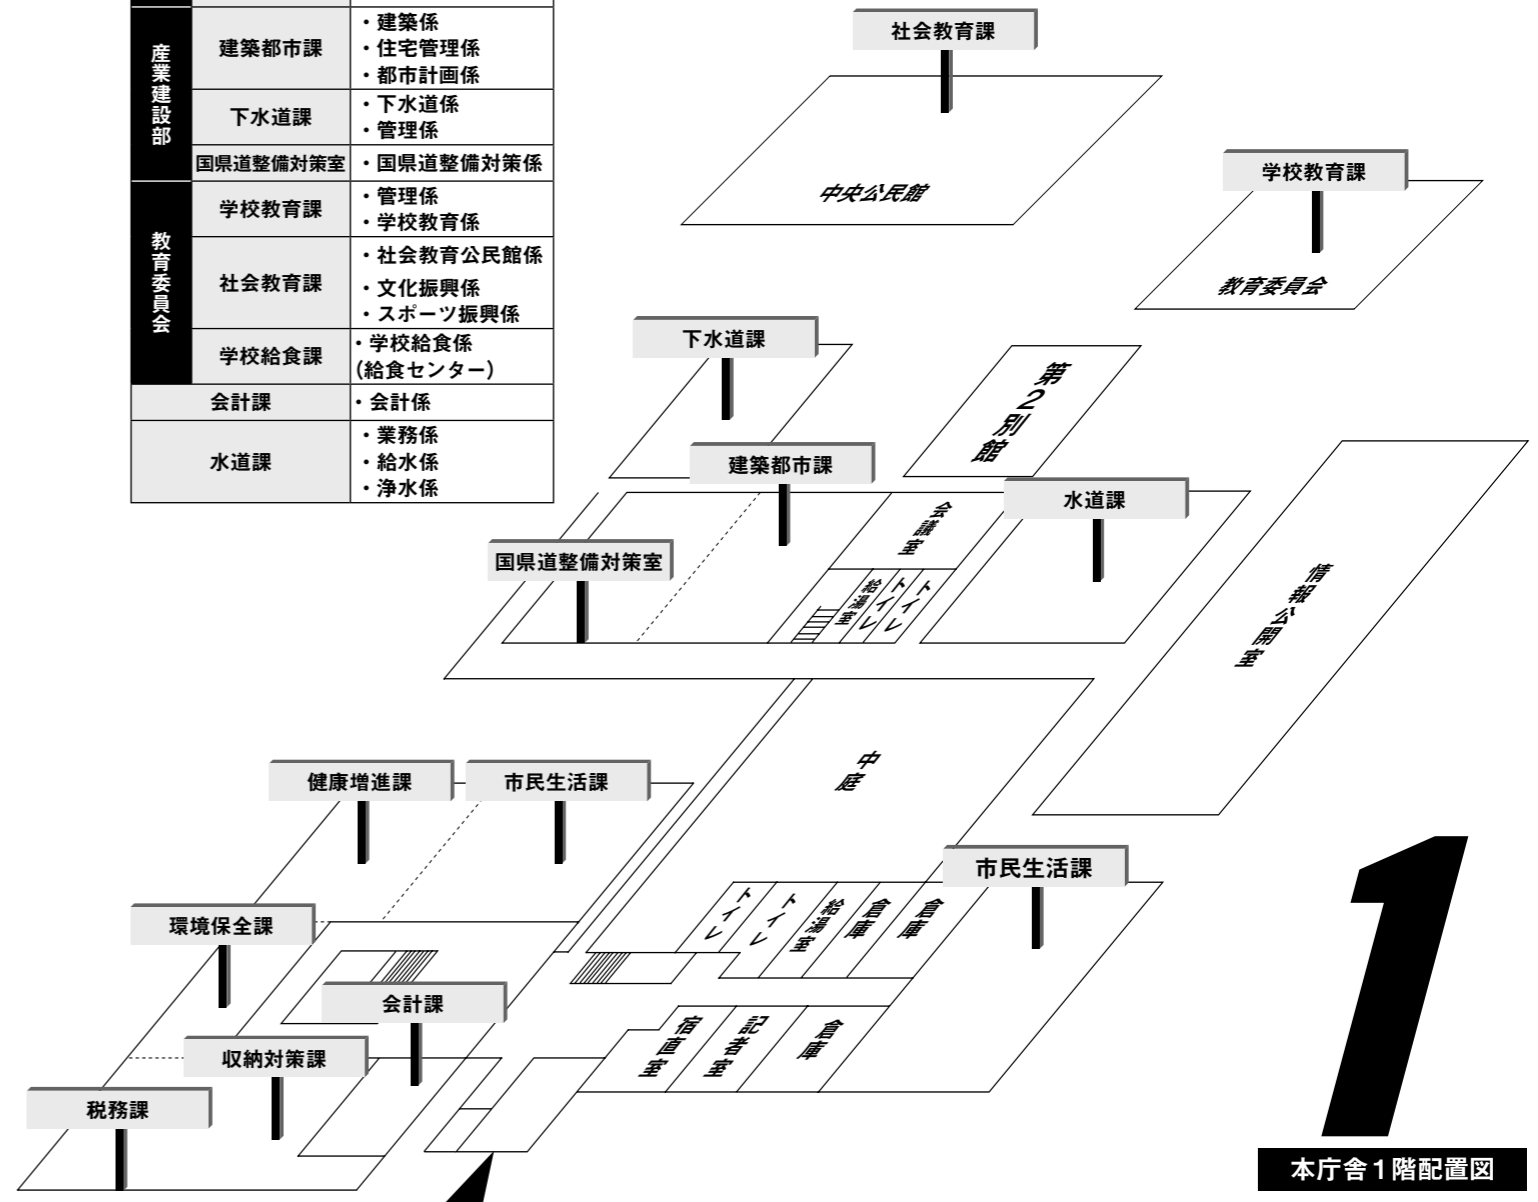 産業建設部
建築都市課
・建築係
・住宅管理係
・都市計画係
下水道課
・下水道係
・管理係
国県道整備対策室
・国県道整備対策係
教育委員会
学校教育課
・管理係
・学校教育係
社会教育課
・社会教育公民館係
・文化振興係
・スポーツ振興係
学校給食課
・学校給食係
（給食センター）
会計課
・会計係
水道課
・業務係
・給水係
・浄水係
社会教育課
中央公民館
学校教育課
教育委員会
下水道課
第2別館
建築都市課
水道課
会議室
国県道整備対策室
給湯室
トイレ
トイレ
情報公開室
中庭
健康増進課
市民生活課
市民生活課
トイレ
トイレ
給湯室
倉庫
倉庫
環境保全課
会計課
宿直室
記者室
倉庫
収納対策課
税務課
1
本庁舎1階配置図